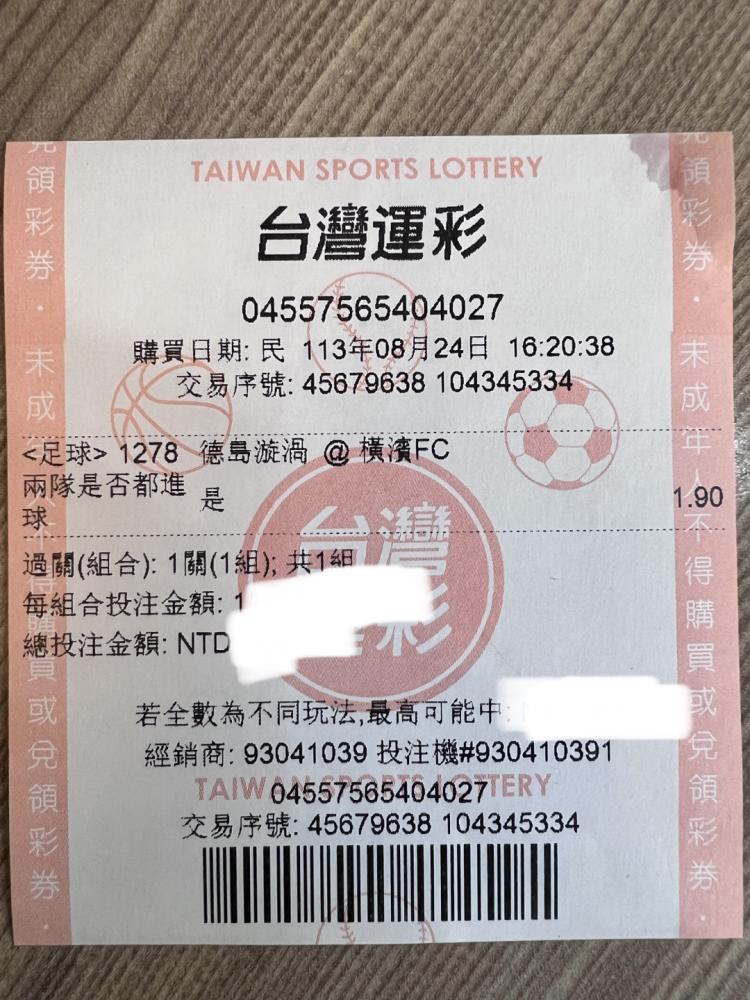 TAIWAN SPORTS LOTTERY
台灣運彩
04557565404027
購買日期: 民 113年08月24日 16:20:38
交易序號: 45679638 104345334
<足球> 1278 德島漩渦 @ 橫濱FC
兩隊是否都進球 是 1.90
過關(組合): 1關(1組); 共1組
每組合投注金額: 1
總投注金額: NTD
若全數為不同玩法,最高可能中:
經銷商: 93041039 投注機#930410391
TAIWAN SPORTS LOTTERY
04557565404027
交易序號: 45679638 104345334
兌領彩券・未成年人不得購買或兌領彩券・
兌領彩券・未成年人不得購買或兌領彩券・
台灣運彩